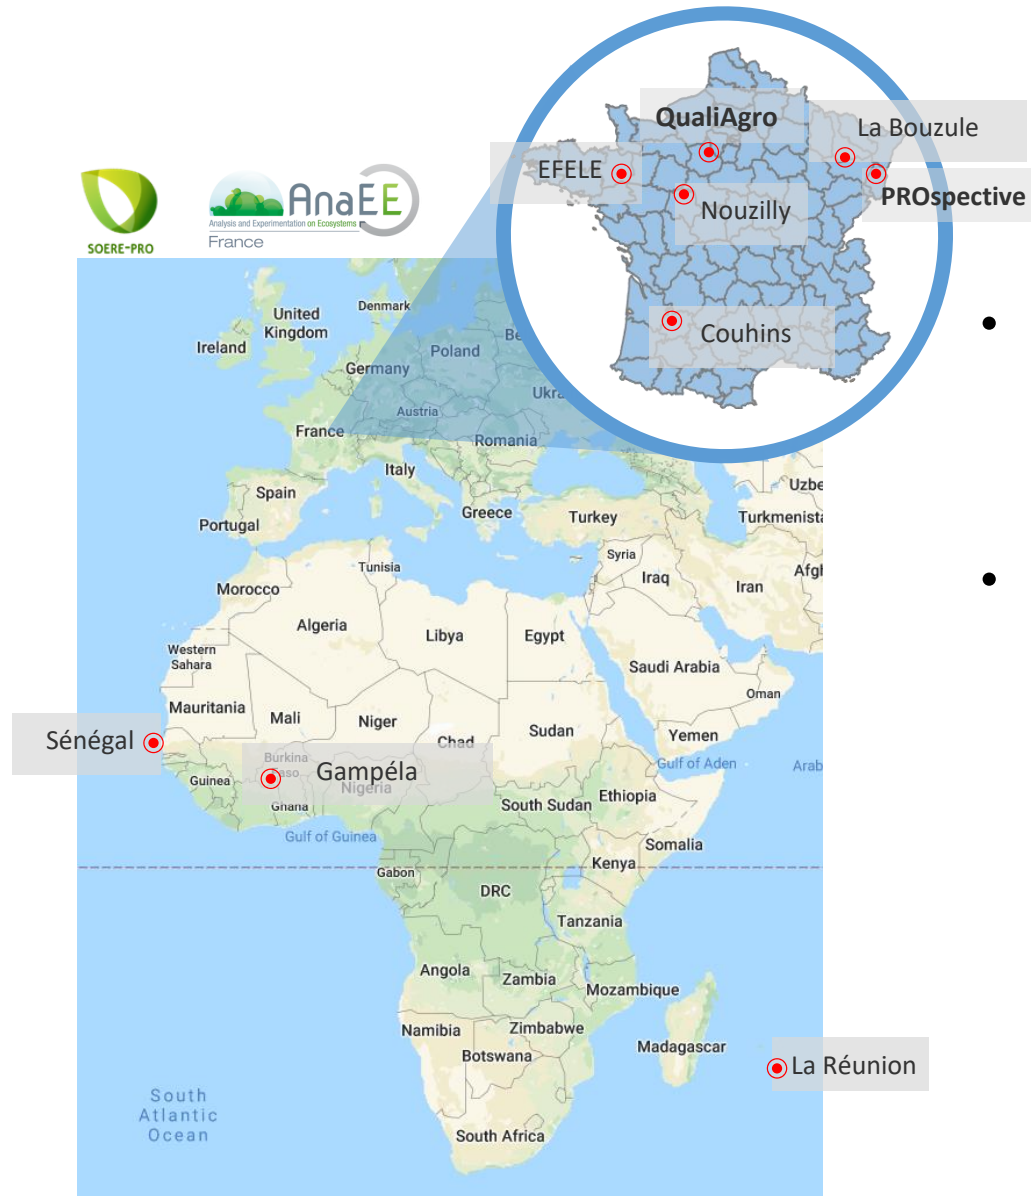 QualiAgro
La Bouzule
EFELE
PROspective
Nouzilly
Couhins
SOERE-PRO
AnaEE
Analysis and Experimentation on Ecosystems
France
•
•
Denmark
United
Kingdom
Ireland
Poland
Be
Germany
Ukra
Austria
France
Romania
Italy
Uzbe
Spain
Greece
Turkey
Turkmenista
Portugal
Syria
Tunisia
Iraq
Iran
Afgh
Morocco
Algeria
Libya
Egypt
Western
Sahara
Saudi Arabia
Oman
Mauritania
Mali
Niger
Sudan
Chad
Yemen
Sénégal
Burkina
Faso
Gampéla
Gulf of Aden
Arab
Guinea
Nigeria
Ethiopia
Ghana
South Sudan
Gulf of Guinea
Somalia
Kenya
Gabon
DRC
Tanzania
Angola
Zambia
Mozambique
Namibia
Zimbabwe
Botswana
Madagascar
La Réunion
South
Atlantic
Ocean
South Africa